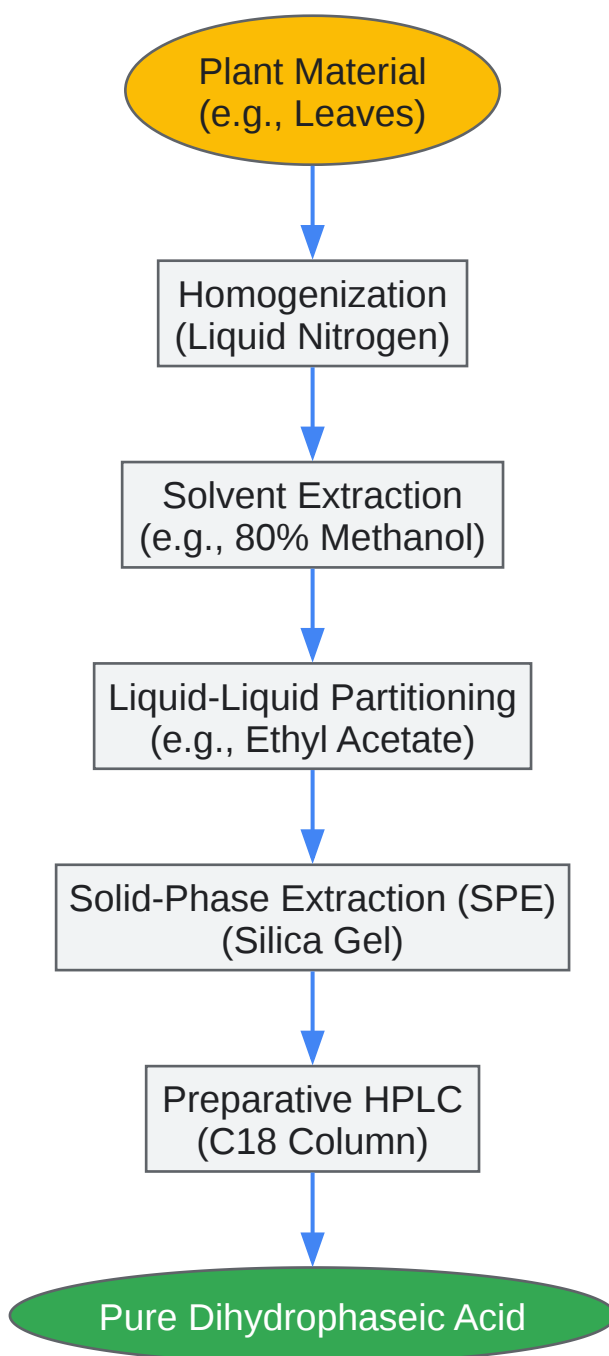 Plant Material
(e.g., Leaves)
Homogenization
(Liquid Nitrogen)
Solvent Extraction
(e.g., 80% Methanol)
Liquid-Liquid Partitioning
(e.g., Ethyl Acetate)
Solid-Phase Extraction (SPE)
(Silica Gel)
Preparative HPLC
(C18 Column)
Pure Dihydrophaseic Acid